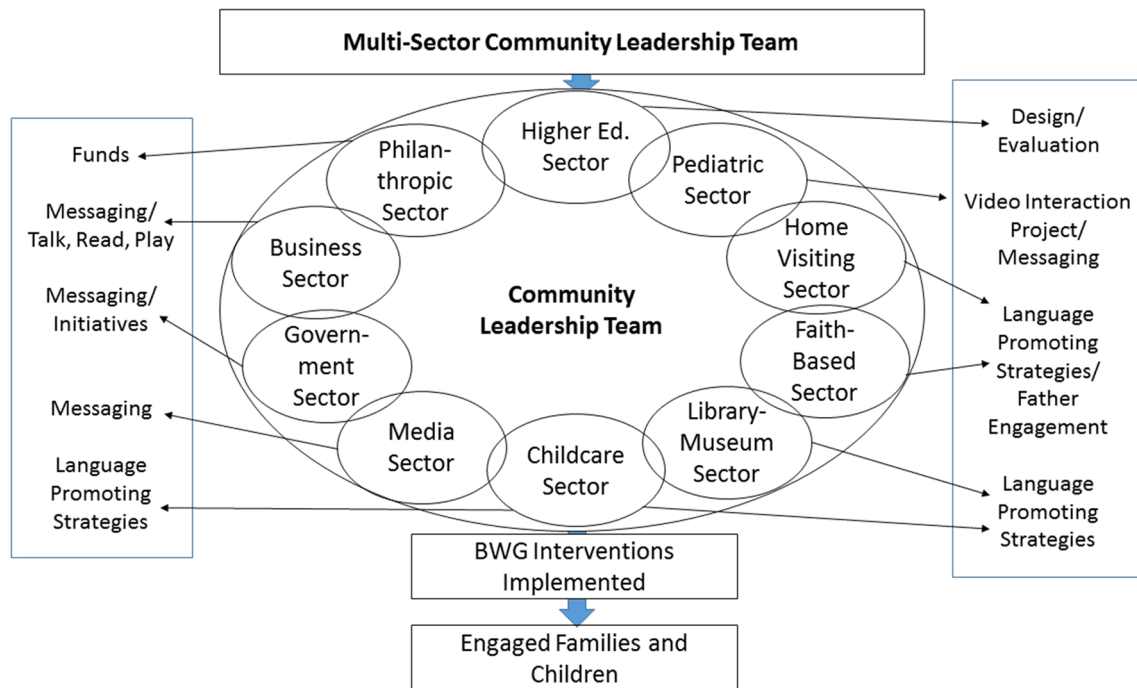 Multi-Sector Community Leadership Team
Funds
Messaging/
Talk, Read, Play
Messaging/
Initiatives
Messaging
Language
Promoting
Strategies
Higher Ed.
Sector
Philan-
thropic
Sector
Pediatric
Sector
Business
Sector
Home
Visiting
Sector
Community
Leadership Team
Govern-
ment
Sector
Faith-
Based
Sector
Media
Sector
Childcare
Sector
Library-
Museum
Sector
Design/
Evaluation
Video Interaction
Project/
Messaging
Language
Promoting
Strategies/
Father
Engagement
Language
Promoting
Strategies
BWG Interventions
Implemented
Engaged Families and
Children